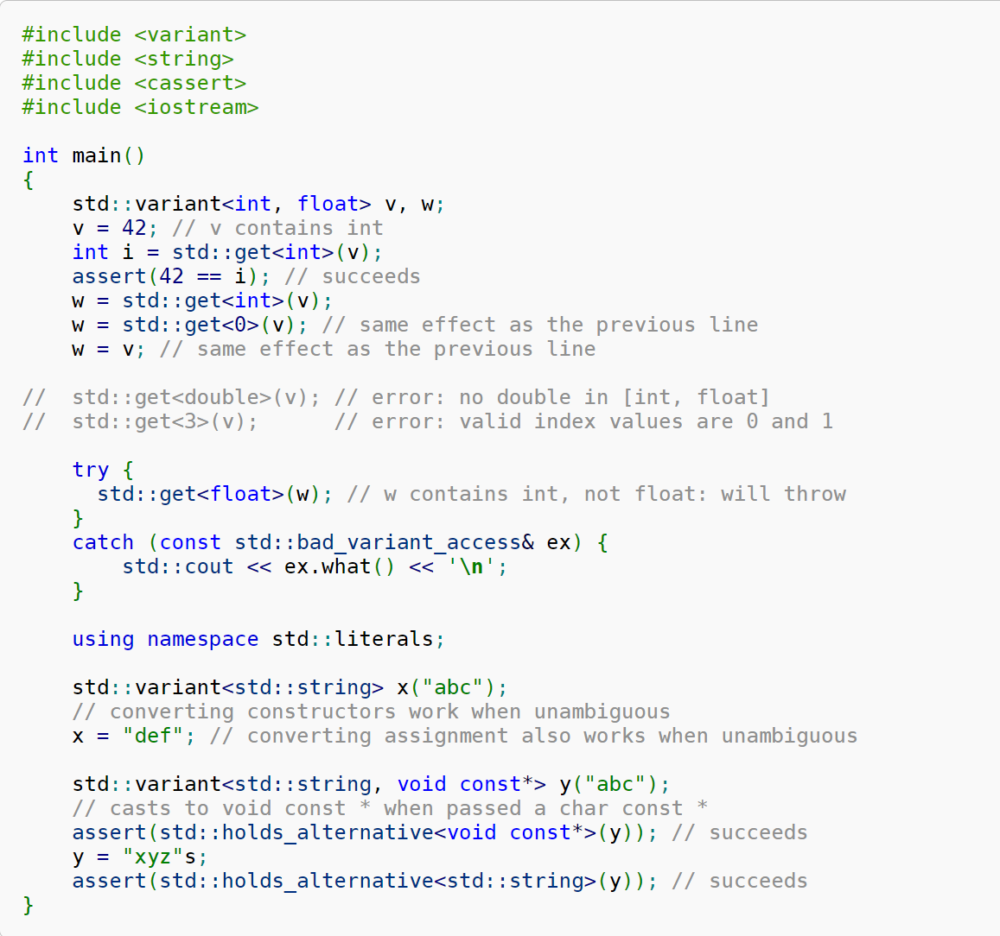 #include <variant>
#include <string>
#include <cassert>
#include <iostream>

int main()
{
    std::variant<int, float> v, w;
    v = 42; // v contains int
    int i = std::get<int>(v);
    assert(42 == i); // succeeds
    w = std::get<int>(v);
    w = std::get<0>(v); // same effect as the previous line
    w = v; // same effect as the previous line

//  std::get<double>(v); // error: no double in [int, float]
//  std::get<3>(v);      // error: valid index values are 0 and 1

    try {
      std::get<float>(w); // w contains int, not float: will throw
    }
    catch (const std::bad_variant_access& ex) {
        std::cout << ex.what() << '\n';
    }

    using namespace std::literals;

    std::variant<std::string> x("abc");
    // converting constructors work when unambiguous
    x = "def"; // converting assignment also works when unambiguous

    std::variant<std::string, void const*> y("abc");
    // casts to void const * when passed a char const *
    assert(std::holds_alternative<void const*>(y)); // succeeds
    y = "xyz"s;
    assert(std::holds_alternative<std::string>(y)); // succeeds
}